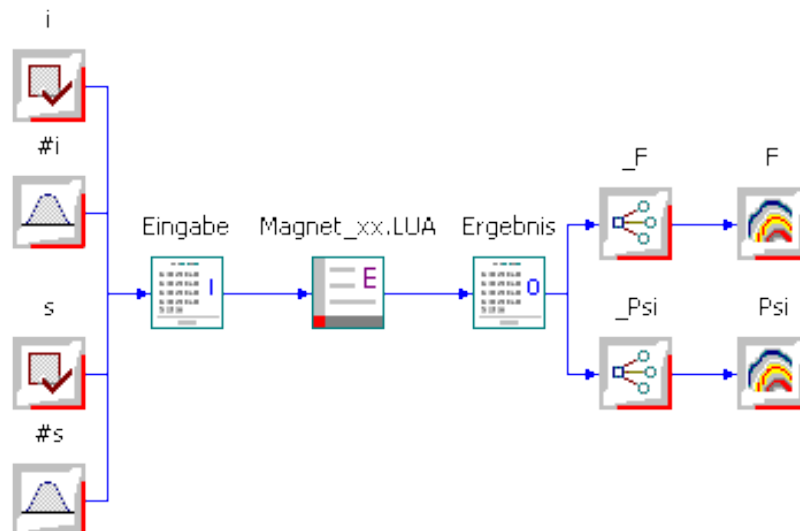 i
#i
_F
F
Eingabe
Magnet_xx.LUA
Ergebnis
I
E
O
s
_Psi
Psi
#s